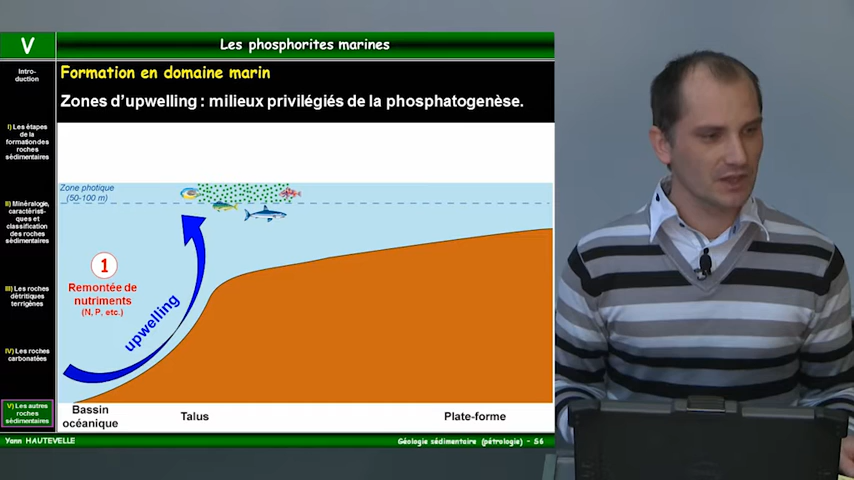 V
Les phosphorites marines
Intro-
duction
I) Les étapes
de la
formation des
roches
sédimentaires
II) Minéralogie,
caractérist-
iques et
classification
des roches
sédimentaires
III) Les roches
détritiques
terrigènes
IV) Les roches
carbonatées
V) Les autres
roches
sédimentaires
Formation en domaine marin
Zones d'upwelling : milieux privilégiés de la phosphatogenèse.
Zone photique
(50-100 m)
1
Remontée de
nutriments
(N, P, etc.)
upwelling
Bassin
océanique
Talus
Plate-forme
Yann HAUTEVELLE
Géologie sédimentaire (pétrologie) - 56